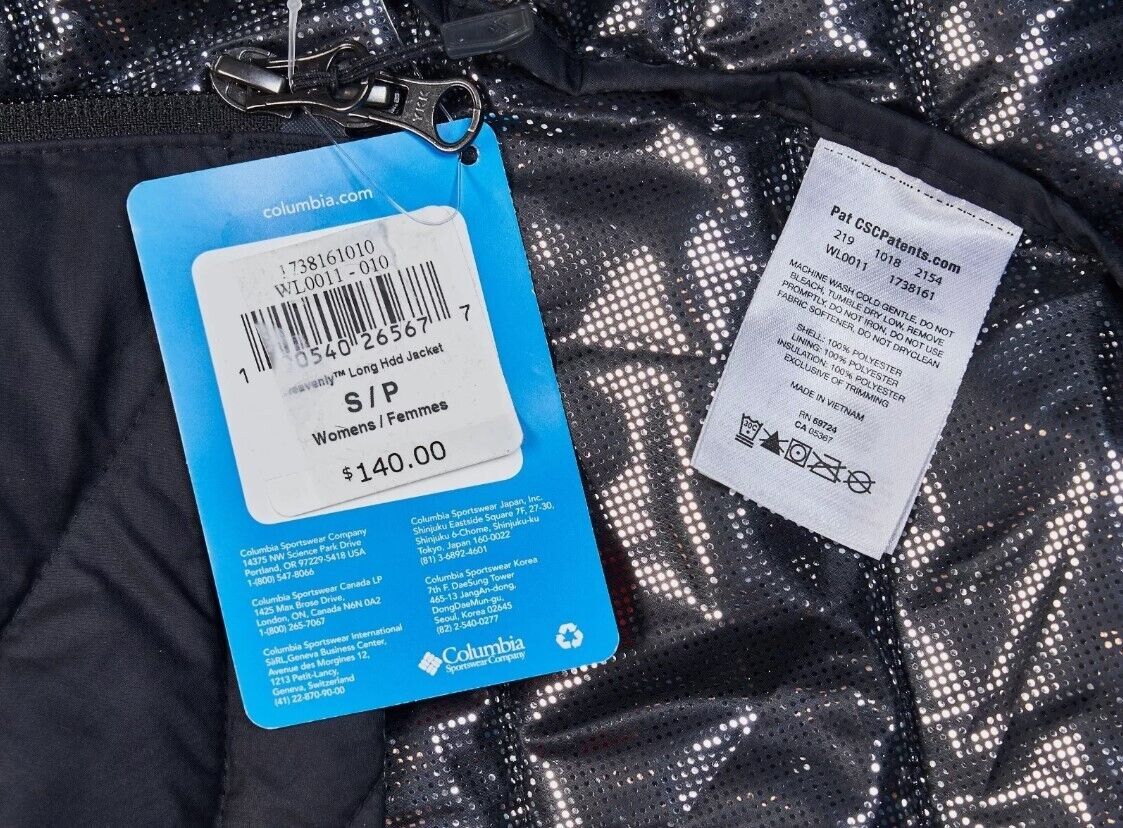 YKK
columbia.com
1738161010
WL0011 - 010
1 90540 26567 7
Heavenly™ Long Hdd Jacket
S / P
Womens / Femmes
$140.00
Columbia Sportswear Company
14375 NW Science Park Drive
Portland, OR 97229-5418 USA
1-(800) 547-8066
Columbia Sportswear Canada LP
1425 Max Brose Drive,
London, ON, Canada N6N 0A2
1-(800) 265-7067
Columbia Sportswear International
SàRL, Geneva Business Center,
Avenue des Morgines 12,
1213 Petit-Lancy,
Geneva, Switzerland
(41) 22-870-90-00
Columbia Sportswear Japan, Inc.
Shinjuku Eastside Square 7F, 27-30,
Shinjuku 6-Chome, Shinjuku-ku
Tokyo, Japan 160-0022
(81) 3-6892-4601
Columbia Sportswear Korea
7th F. DaeSung Tower
465-13 JangAn-dong,
DongDaeMun-gu,
Seoul, Korea 02645
(82) 2-540-0277
Columbia
Sportswear Company
Pat CSCPatents.com
219 1018 2154
WL0011 1738161
MACHINE WASH COLD GENTLE, DO NOT
BLEACH, TUMBLE DRY LOW, REMOVE
PROMPTLY, DO NOT IRON, DO NOT USE
FABRIC SOFTENER, DO NOT DRYCLEAN
SHELL: 100% POLYESTER
LINING: 100% POLYESTER
INSULATION: 100% POLYESTER
EXCLUSIVE OF TRIMMING
MADE IN VIETNAM
RN 69724
CA 05367
30C